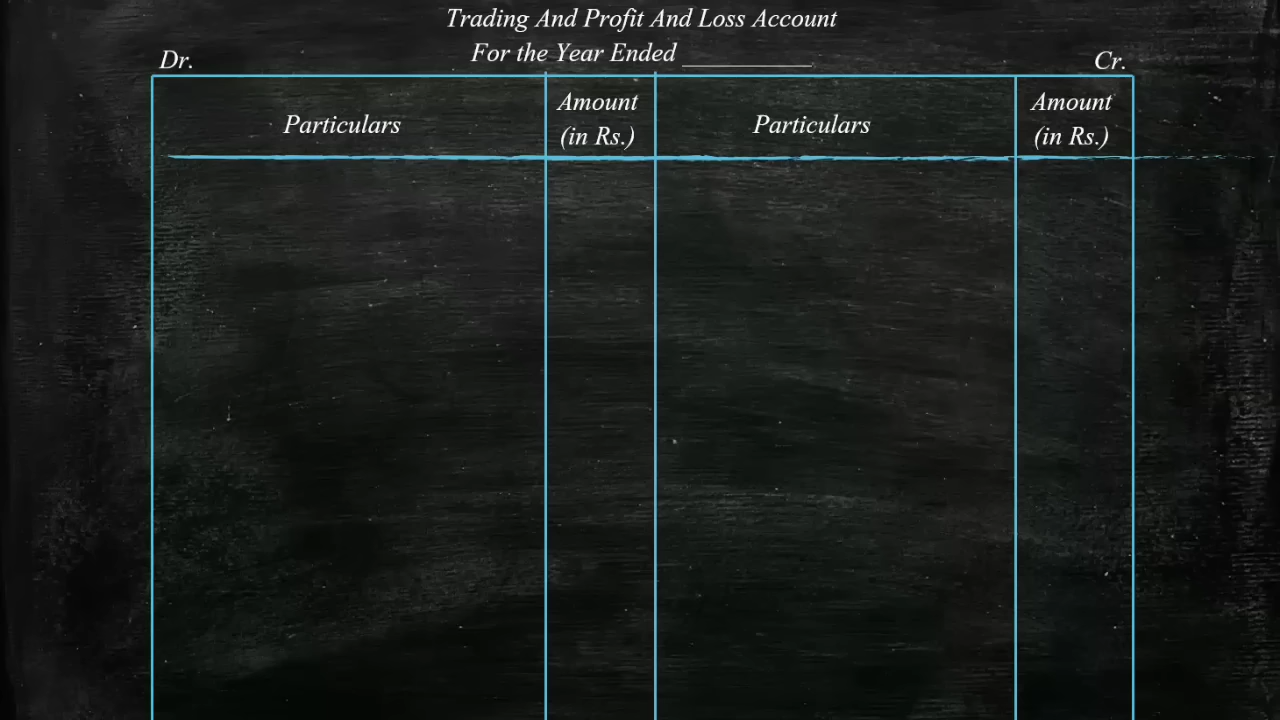 Trading And Profit And Loss Account
For the Year Ended __________
Dr.
Cr.
Particulars
Amount
(in Rs.)
Particulars
Amount
(in Rs.)